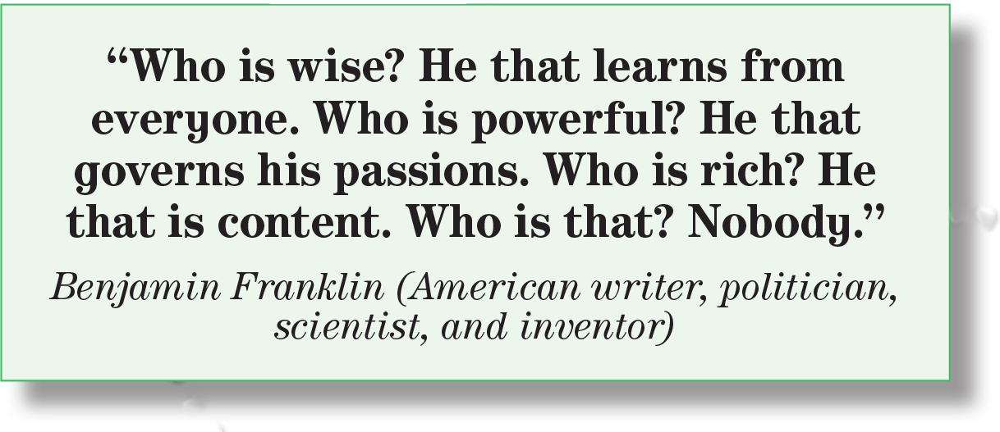 “Who is wise? He that learns from
everyone. Who is powerful? He that
governs his passions. Who is rich? He
that is content. Who is that? Nobody.”
Benjamin Franklin (American writer, politician,
scientist, and inventor)